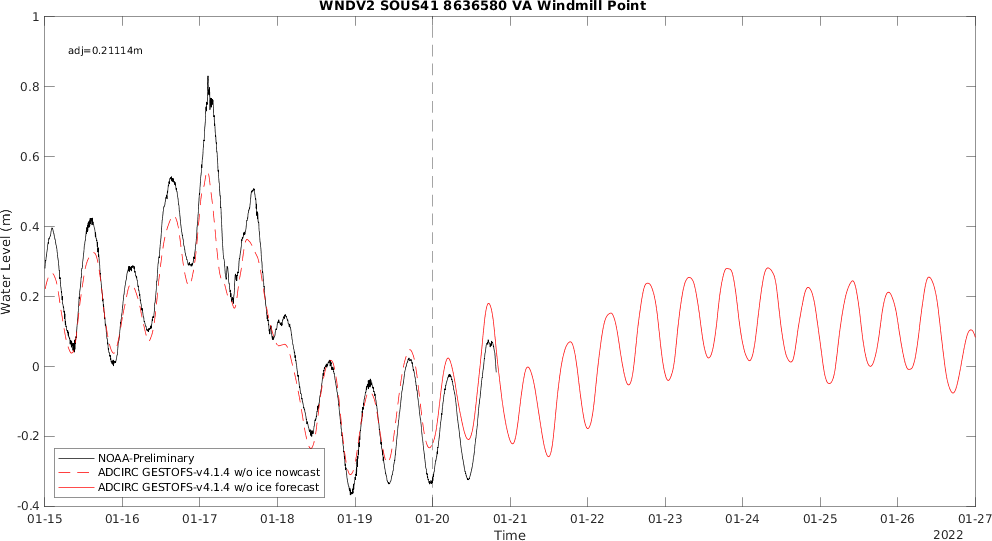 WNDV2 SOUS41 8636580 VA Windmill Point
adj=0.21114m
Water Level (m)
1
0.8
0.6
0.4
0.2
0
-0.2
-0.4
NOAA-Preliminary
ADCIRC GESTOFS-v4.1.4 w/o ice nowcast
ADCIRC GESTOFS-v4.1.4 w/o ice forecast
01-15 01-16 01-17 01-18 01-19 01-20 01-21 01-22 01-23 01-24 01-25 01-26 01-27
Time
2022